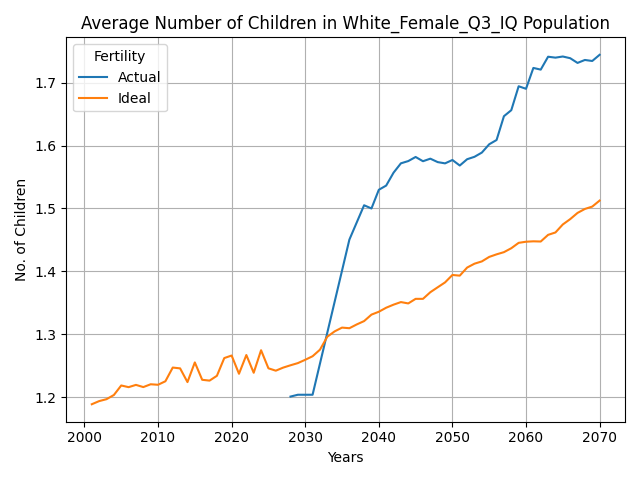 Average Number of Children in White_Female_Q3_IQ Population
Fertility
Actual
Ideal
No. of Children
1.7
1.6
1.5
1.4
1.3
1.2
2000 2010 2020 2030 2040 2050 2060 2070
Years